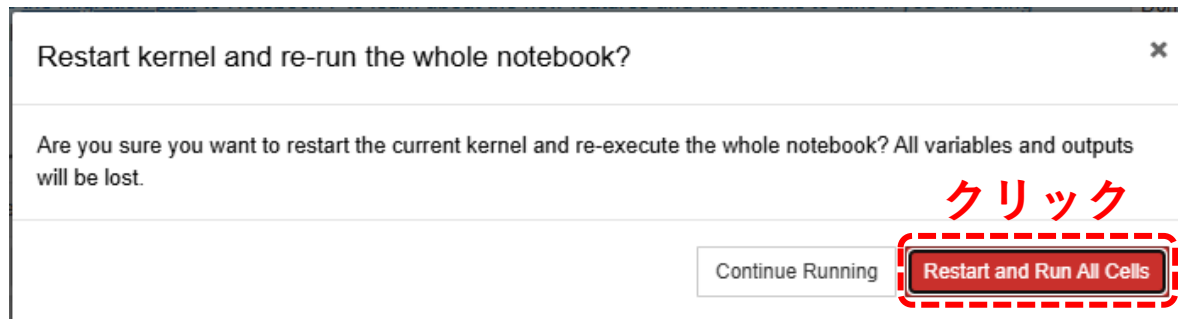 Restart kernel and re-run the whole notebook?
Are you sure you want to restart the current kernel and re-execute the whole notebook? All variables and outputs
will be lost.
クリック
Continue Running
Restart and Run All Cells